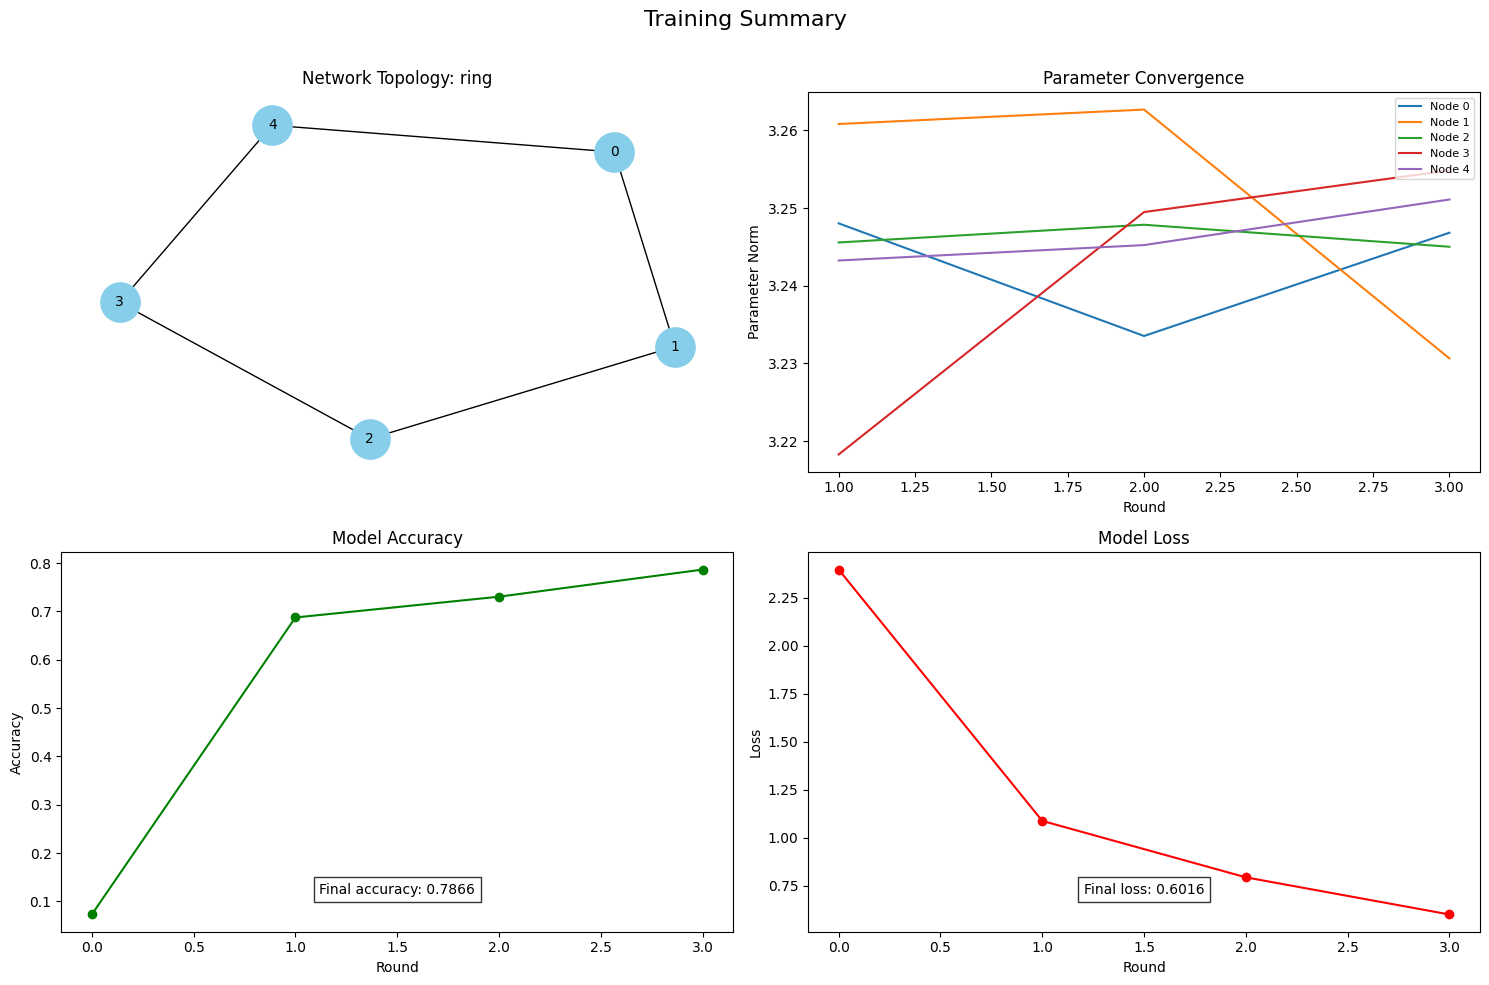 Training Summary
Network Topology: ring
4
0
3
1
2
Parameter Convergence
Node 0
Node 1
Node 2
Node 3
Node 4
3.26
3.25
3.24
3.23
3.22
Parameter Norm
1.00 1.25 1.50 1.75 2.00 2.25 2.50 2.75 3.00
Round
Model Accuracy
0.8
0.7
0.6
0.5
0.4
0.3
0.2
0.1
Accuracy
Final accuracy: 0.7866
0.0 0.5 1.0 1.5 2.0 2.5 3.0
Round
Model Loss
2.25
2.00
1.75
1.50
1.25
1.00
0.75
Loss
Final loss: 0.6016
0.0 0.5 1.0 1.5 2.0 2.5 3.0
Round